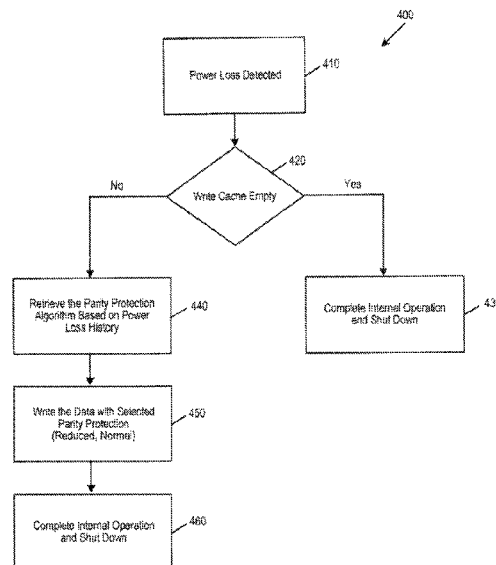 400
Power Loss Detected
410
420
Write Cache Empty
No
Yes
Retrieve the Parity Protection
Algorithm Based on Power
Loss History
440
Complete Internal Operation
and Shut Down
43
Write the Data with Selected
Parity Protection
(Reduced, Normal)
450
Complete Internal Operation
and Shut Down
460